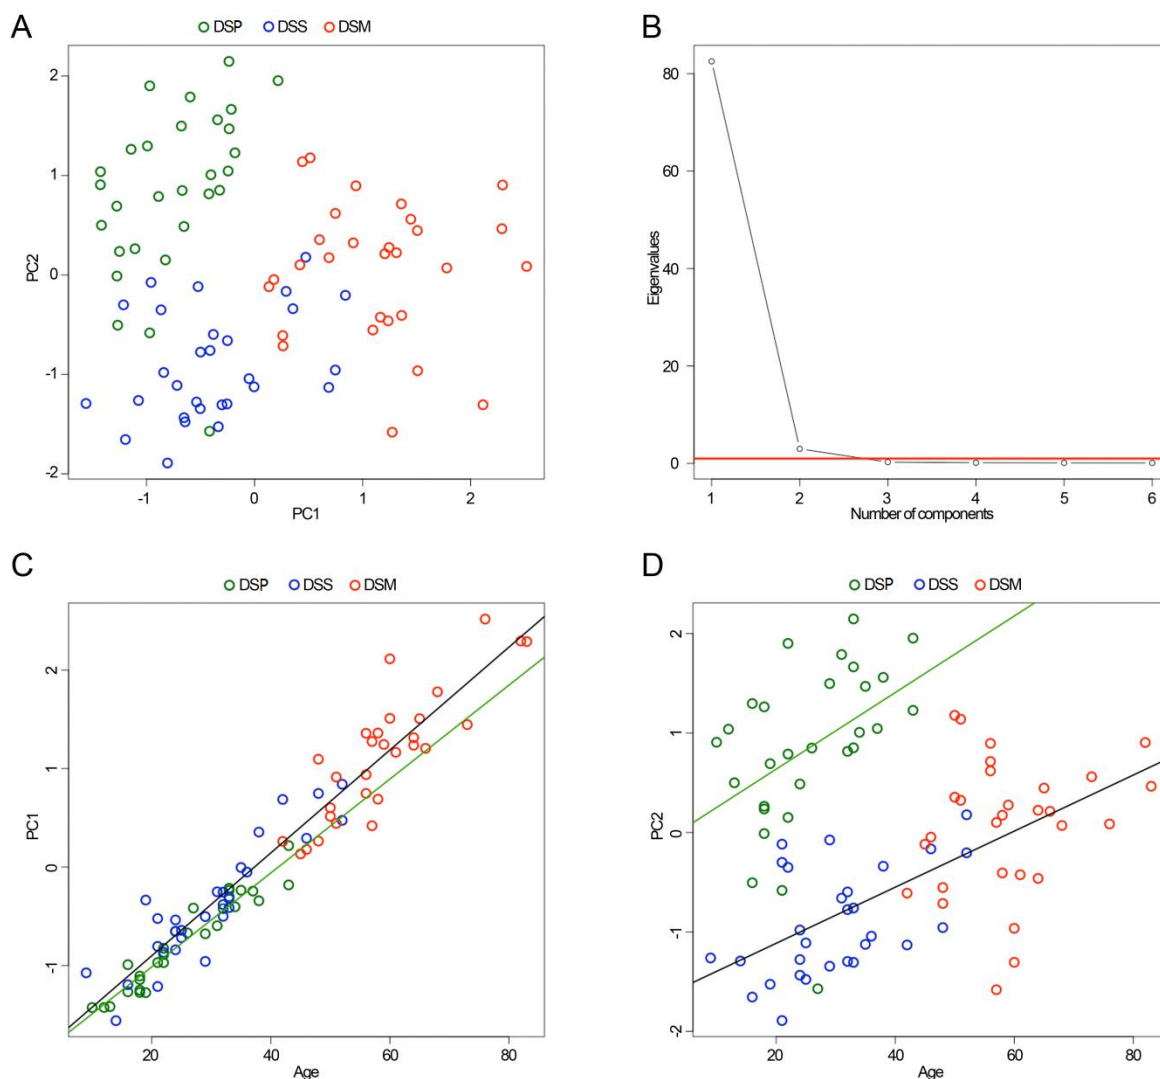 A
DSP DSS DSM
2
1
0
-1
-2
PC2
-1 0 1 2
PC1
B
80
60
40
20
0
Eigenvalues
1 2 3 4 5 6
Number of components
C
DSP DSS DSM
2
1
0
-1
PC1
20 40 60 80
Age
D
DSP DSS DSM
2
1
0
-1
-2
PC2
20 40 60 80
Age